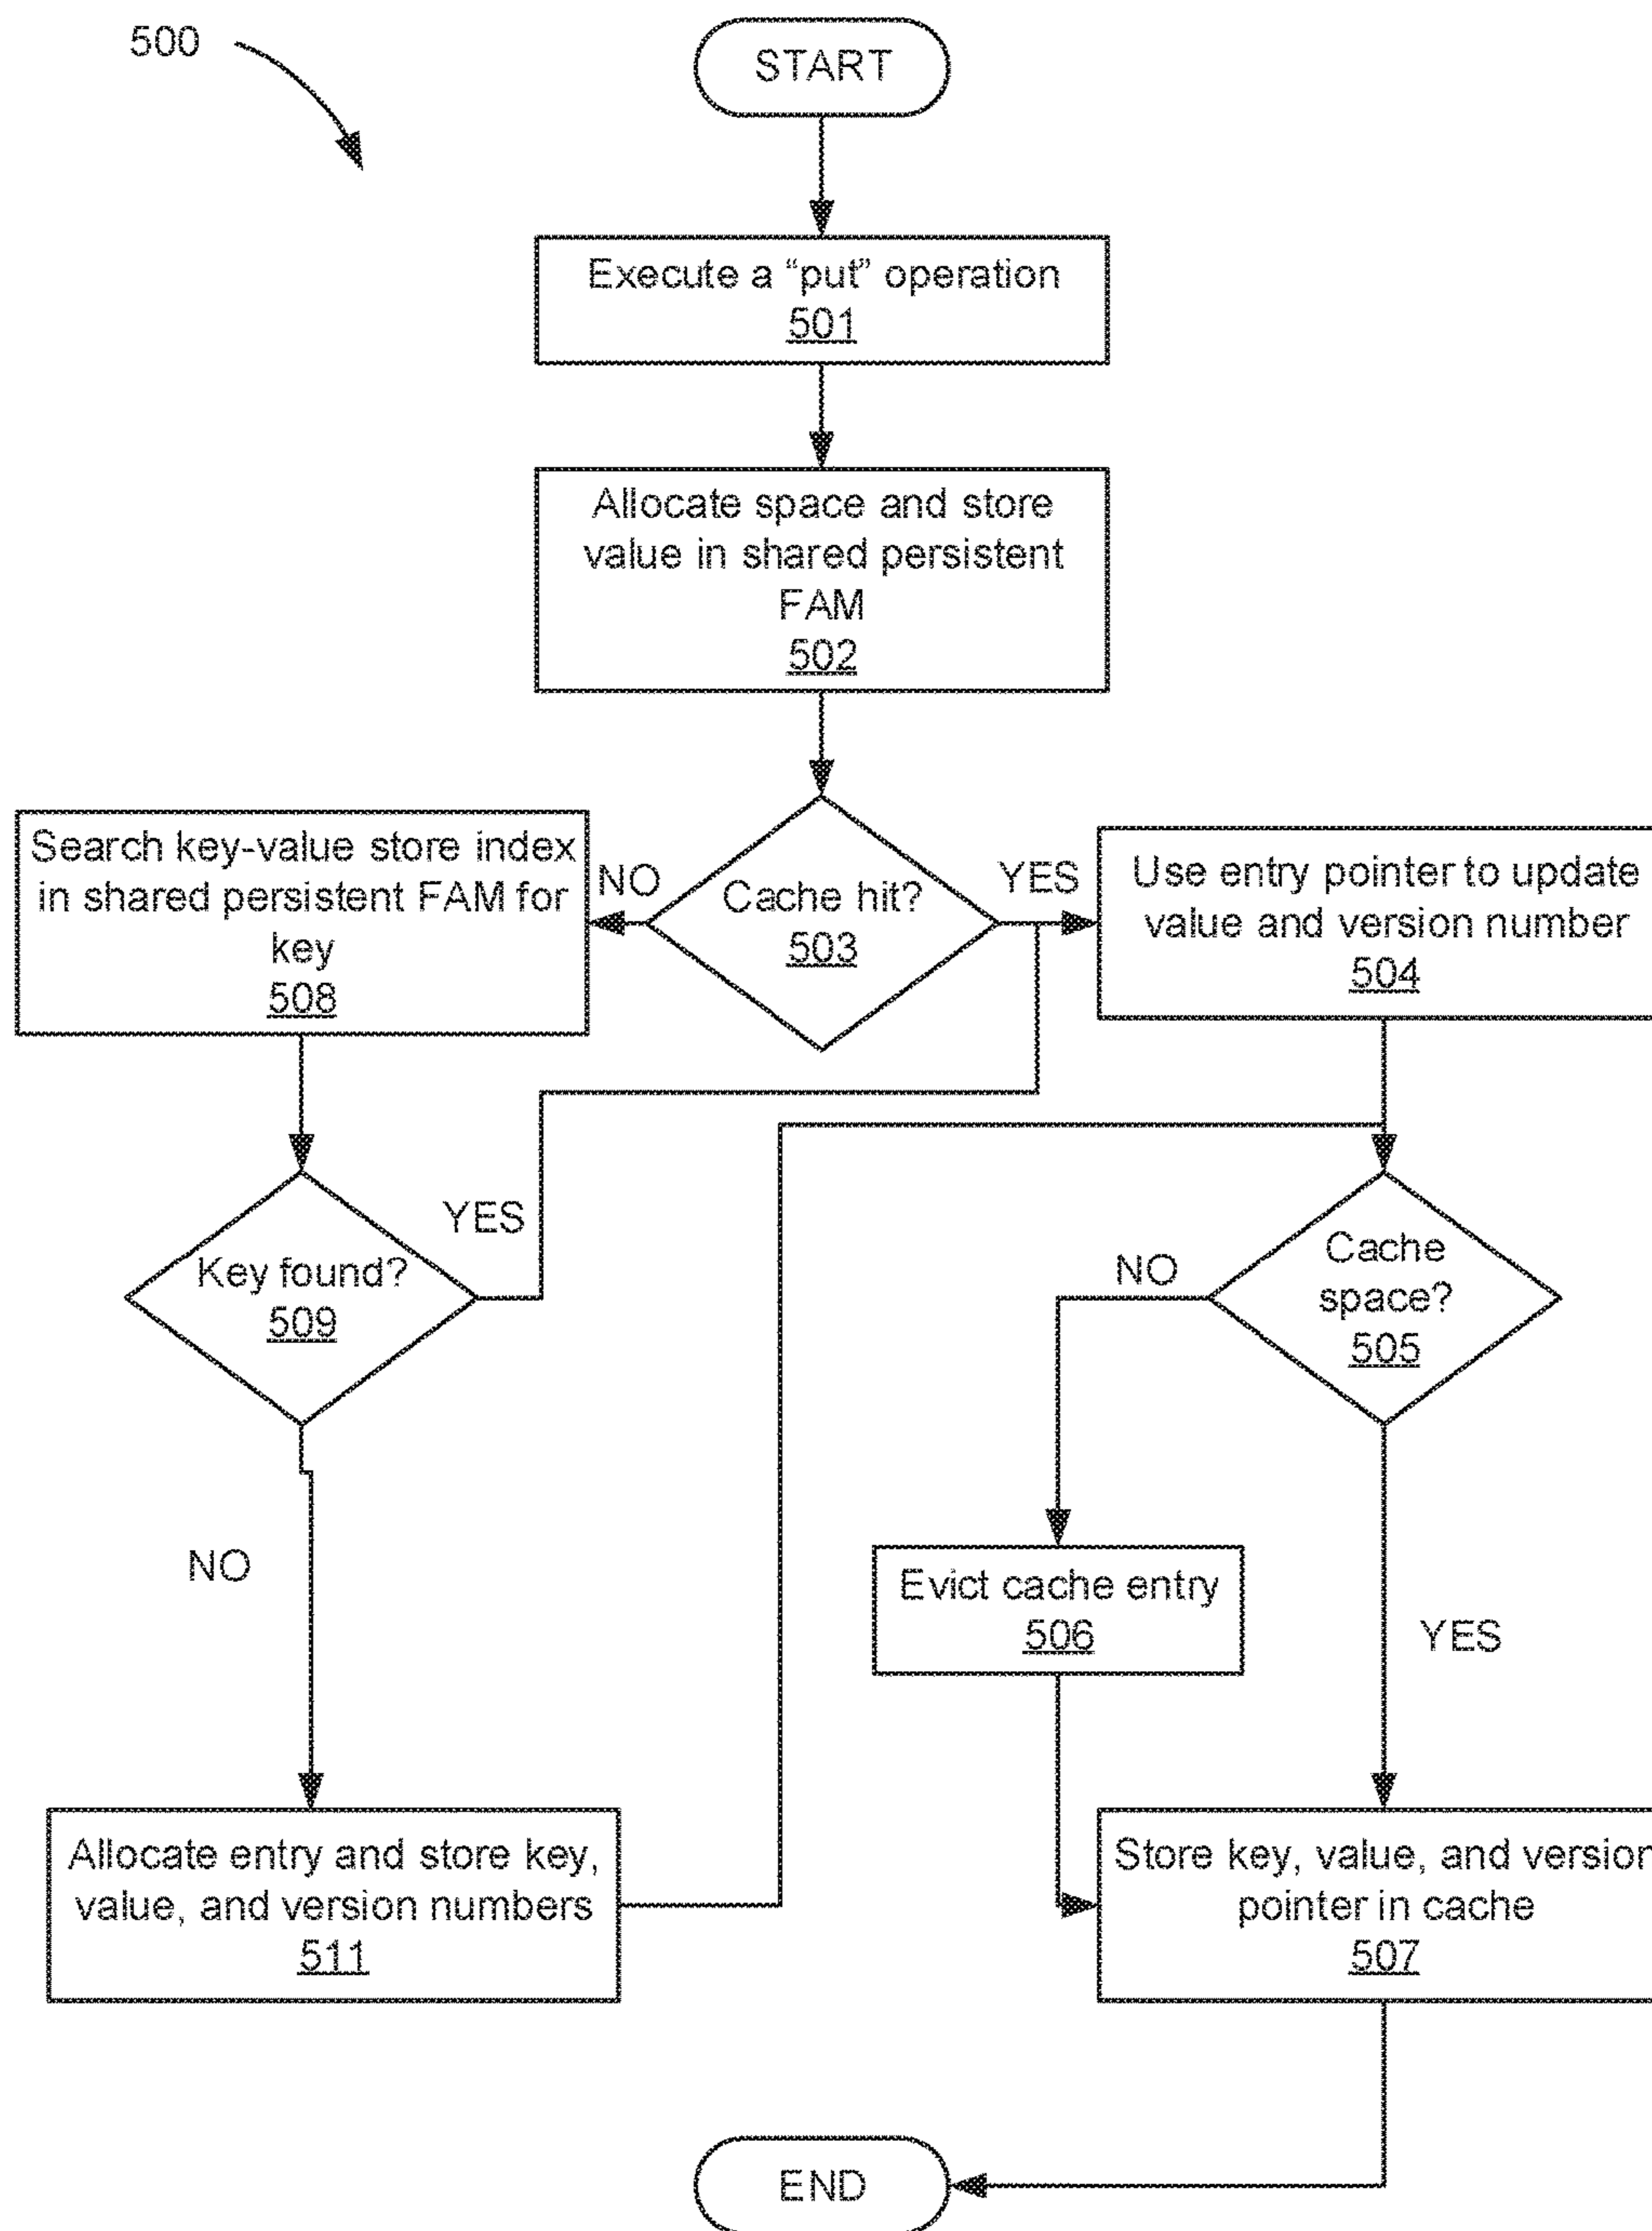 500
START
Execute a “put” operation
501
Allocate space and store
value in shared persistent
FAM
502
Search key-value store index
in shared persistent FAM for
key
508
NO
Cache hit?
503
YES
Use entry pointer to update
value and version number
504
Key found?
509
YES
NO
Cache
space?
505
NO
Evict cache entry
506
YES
Allocate entry and store key,
value, and version numbers
511
Store key, value, and version
pointer in cache
507
END